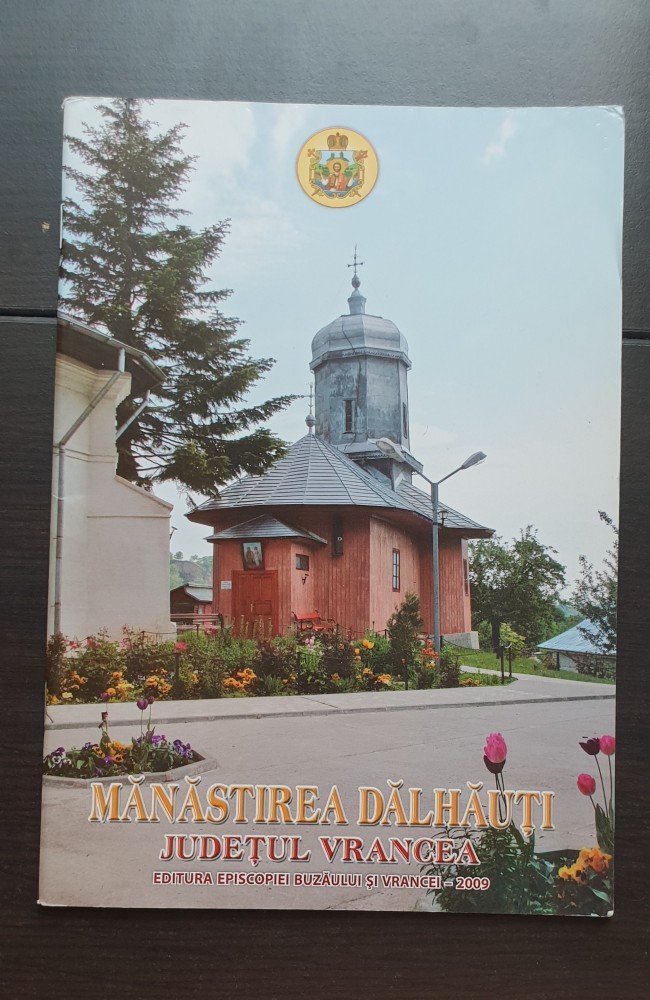 MĂNĂSTIREA DĂLHĂUȚI
JUDEȚUL VRANCEA
EDITURA EPISCOPIEI BUZĂULUI ȘI VRANCEI – 2009